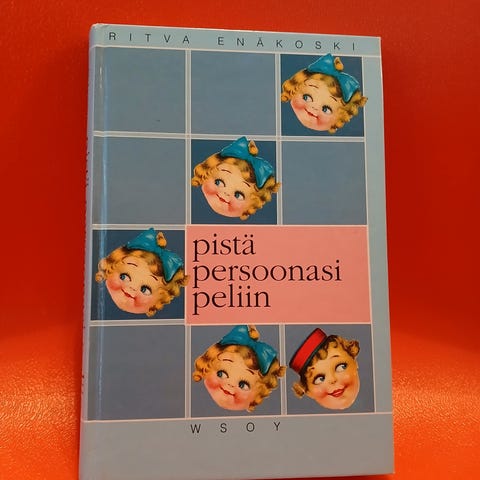 RITVA ENÄKOSKI
pistä
persoonasi
peliin
WSOY